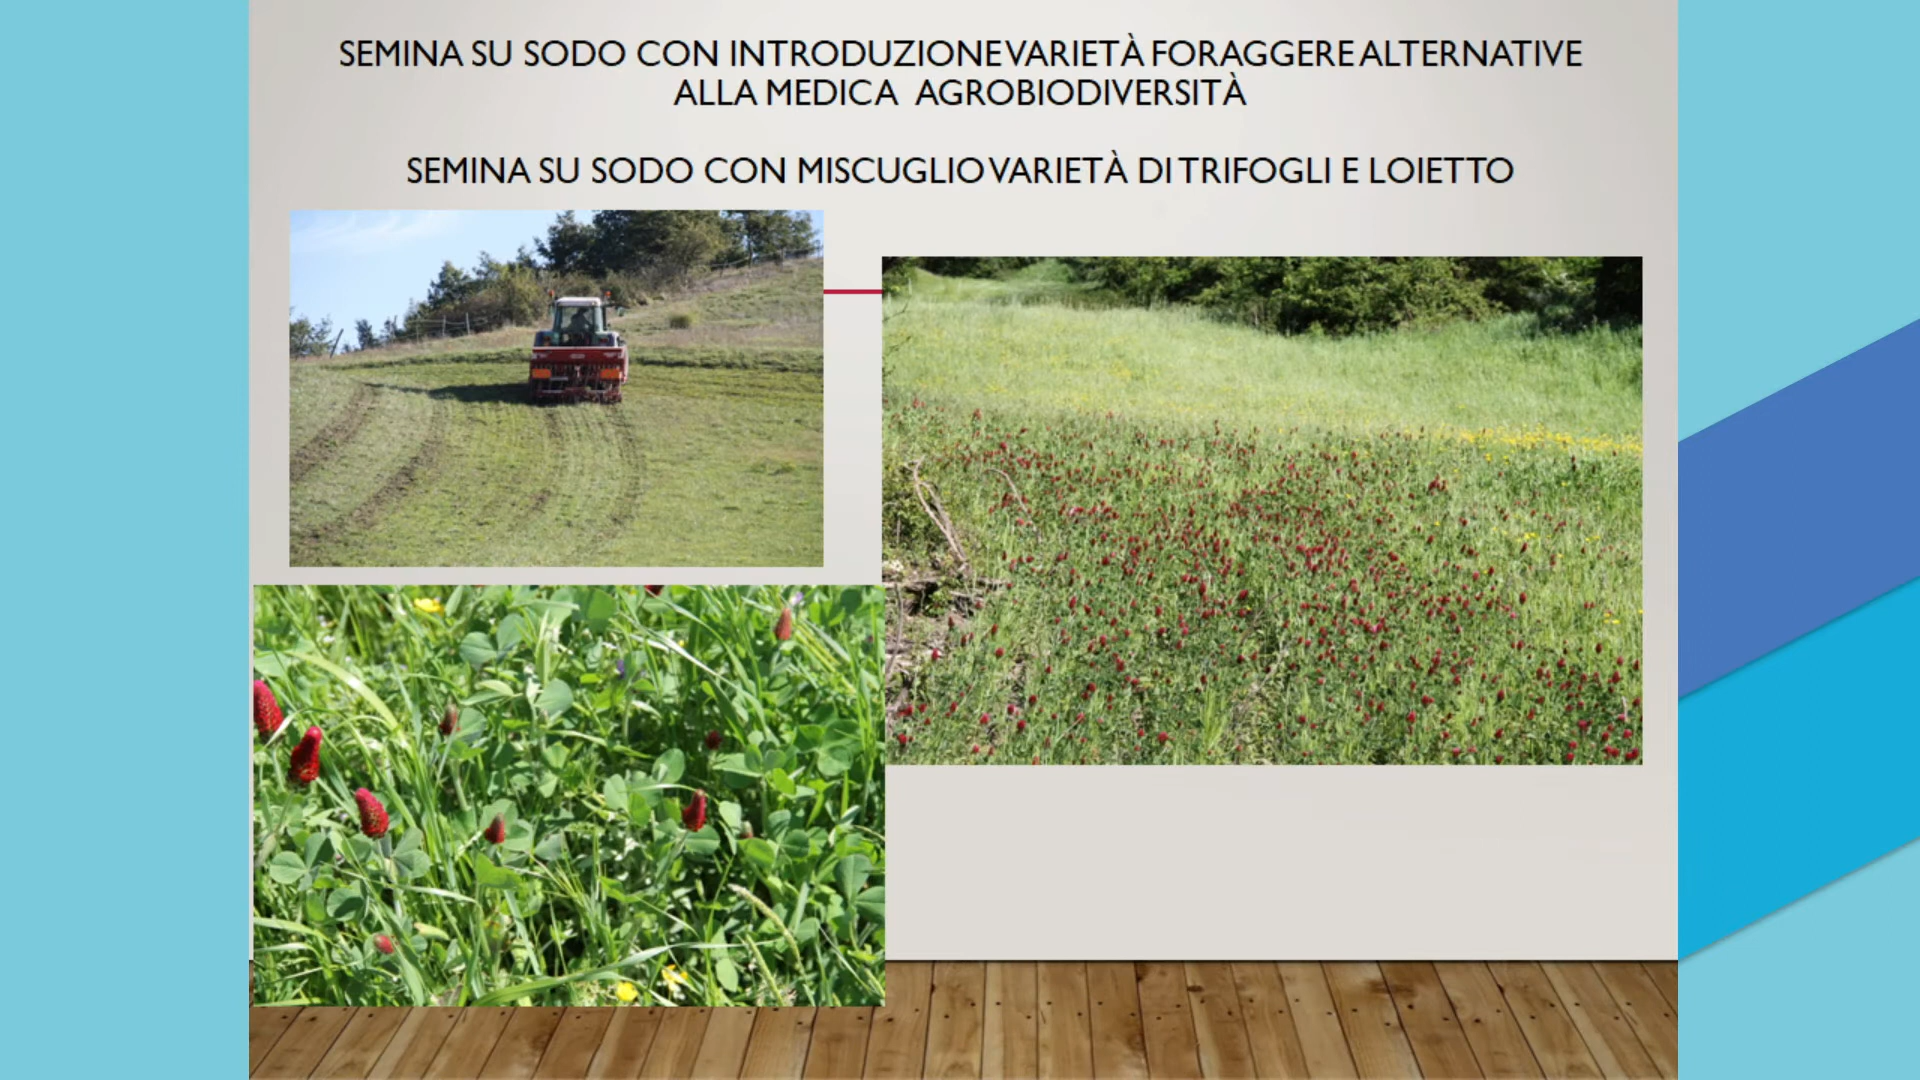 SEMINA SU SODO CON INTRODUZIONE VARIETÀ FORAGGERE ALTERNATIVE
ALLA MEDICA AGROBIODIVERSITÀ
SEMINA SU SODO CON MISCUGLIO VARIETÀ DI TRIFOGLI E LOIETTO